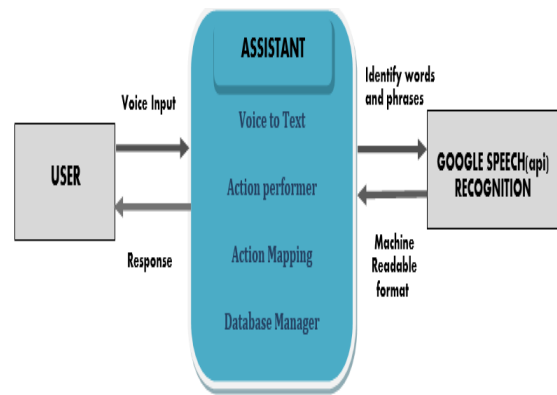 ASSISTANT
Voice Input
Voice to Text
Identify words
and phrases
USER
Action performer
GOOGLE SPEECH(api)
RECOGNITION
Response
Action Mapping
Machine
Readable
format
Database Manager